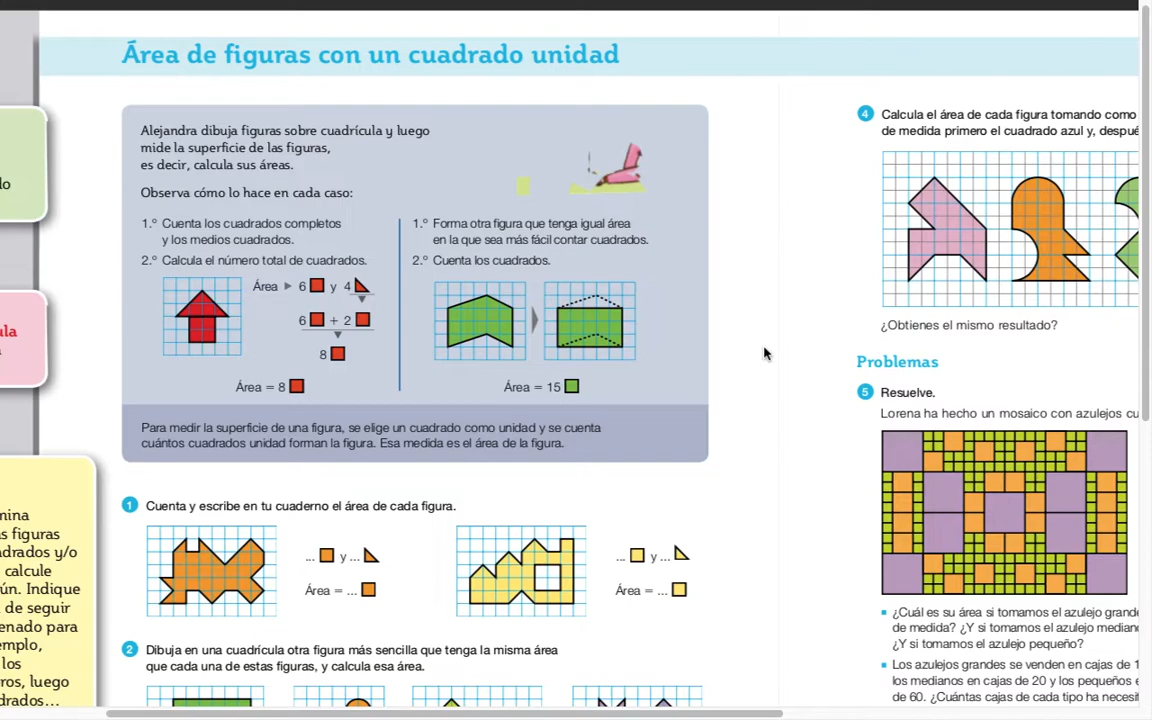 Área de figuras con un cuadrado unidad
Alejandra dibuja figuras sobre cuadrícula y luego
mide la superficie de las figuras,
es decir, calcula sus áreas.
Observa cómo lo hace en cada caso:
1.º Cuenta los cuadrados completos
y los medios cuadrados.
2.º Calcula el número total de cuadrados.
Área ▶ 6 y 4
6 + 2
8
Área = 8
1.º Forma otra figura que tenga igual área
en la que sea más fácil contar cuadrados.
2.º Cuenta los cuadrados.
Área = 15
Para medir la superficie de una figura, se elige un cuadrado como unidad y se cuenta
cuántos cuadrados unidad forman la figura. Esa medida es el área de la figura.
1 Cuenta y escribe en tu cuaderno el área de cada figura.
... y ...
Área = ...
... y ...
Área = ...
2 Dibuja en una cuadrícula otra figura más sencilla que tenga la misma área
que cada una de estas figuras, y calcula esa área.
4 Calcula el área de cada figura tomando como
de medida primero el cuadrado azul y, despué
¿Obtienes el mismo resultado?
Problemas
5 Resuelve.
Lorena ha hecho un mosaico con azulejos cu
¿Cuál es su área si tomamos el azulejo grand
de medida? ¿Y si tomamos el azulejo median
¿Y si tomamos el azulejo pequeño?
Los azulejos grandes se venden en cajas de 1
los medianos en cajas de 20 y los pequeños e
de 60. ¿Cuántas cajas de cada tipo ha necesit
lo
ula
mina
as figuras
adrados y/o
calcule
ún. Indique
de seguir
enado para
emplo,
los
ros, luego
drados...